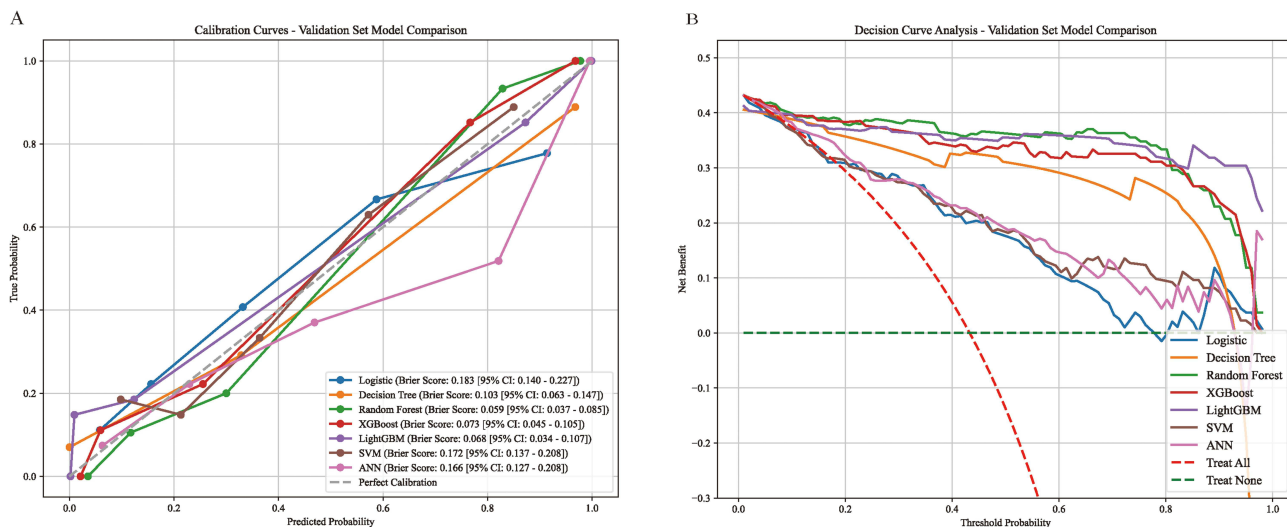 A
Calibration Curves - Validation Set Model Comparison
1.0
0.8
0.6
0.4
0.2
0.0
True Probability
Logistic (Brier Score: 0.183 [95% CI: 0.140 - 0.227])
Decision Tree (Brier Score: 0.103 [95% CI: 0.063 - 0.147])
Random Forest (Brier Score: 0.059 [95% CI: 0.037 - 0.085])
XGBoost (Brier Score: 0.073 [95% CI: 0.045 - 0.105])
LightGBM (Brier Score: 0.068 [95% CI: 0.034 - 0.107])
SVM (Brier Score: 0.172 [95% CI: 0.137 - 0.208])
ANN (Brier Score: 0.166 [95% CI: 0.127 - 0.208])
Perfect Calibration
0.0 0.2 0.4 0.6 0.8 1.0
Predicted Probability
B
Decision Curve Analysis - Validation Set Model Comparison
0.5
0.4
0.3
0.2
0.1
0.0
−0.1
−0.2
−0.3
Net Benefit
Logistic
Decision Tree
Random Forest
XGBoost
LightGBM
SVM
ANN
Treat All
Treat None
0.0 0.2 0.4 0.6 0.8 1.0
Threshold Probability